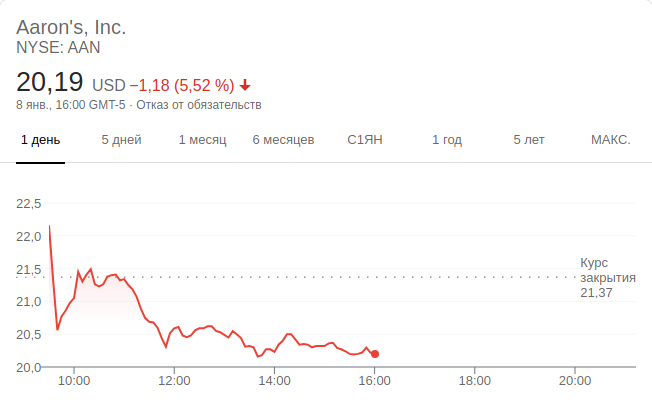 Aaron's, Inc.
NYSE: AAN
20,19 USD −1,18 (5,52 %)
8 янв., 16:00 GMT-5 · Отказ от обязательств
1 день 5 дней 1 месяц 6 месяцев С1ЯН 1 год 5 лет МАКС.
22,5
22,0
21,5
21,0
20,5
20,0
Курс
закрытия
21,37
10:00 12:00 14:00 16:00 18:00 20:00